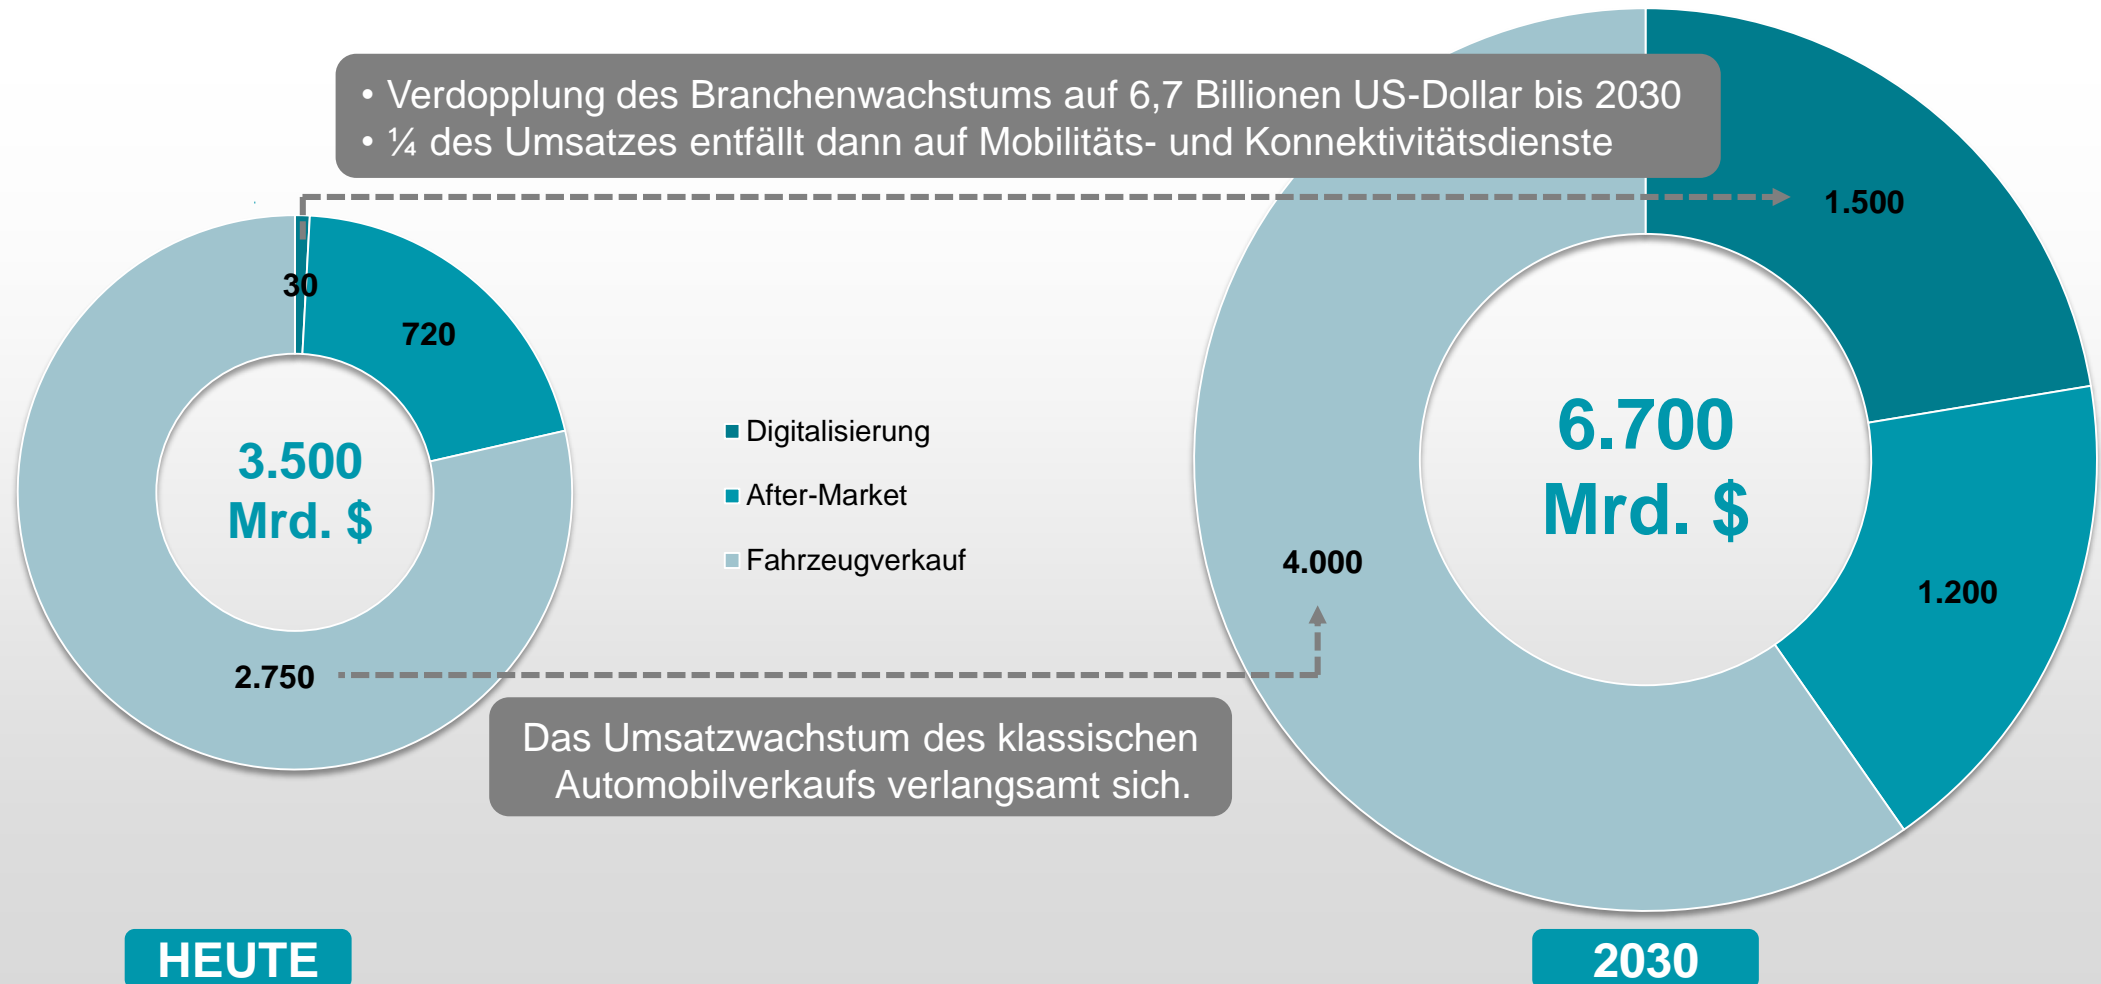 • Verdopplung des Branchenwachstums auf 6,7 Billionen US-Dollar bis 2030
• ¼ des Umsatzes entfällt dann auf Mobilitäts- und Konnektivitätsdienste
30
720
2.750
3.500
Mrd. $
Digitalisierung
After-Market
Fahrzeugverkauf
1.500
1.200
4.000
6.700
Mrd. $
Das Umsatzwachstum des klassischen
Automobilverkaufs verlangsamt sich.
HEUTE
2030